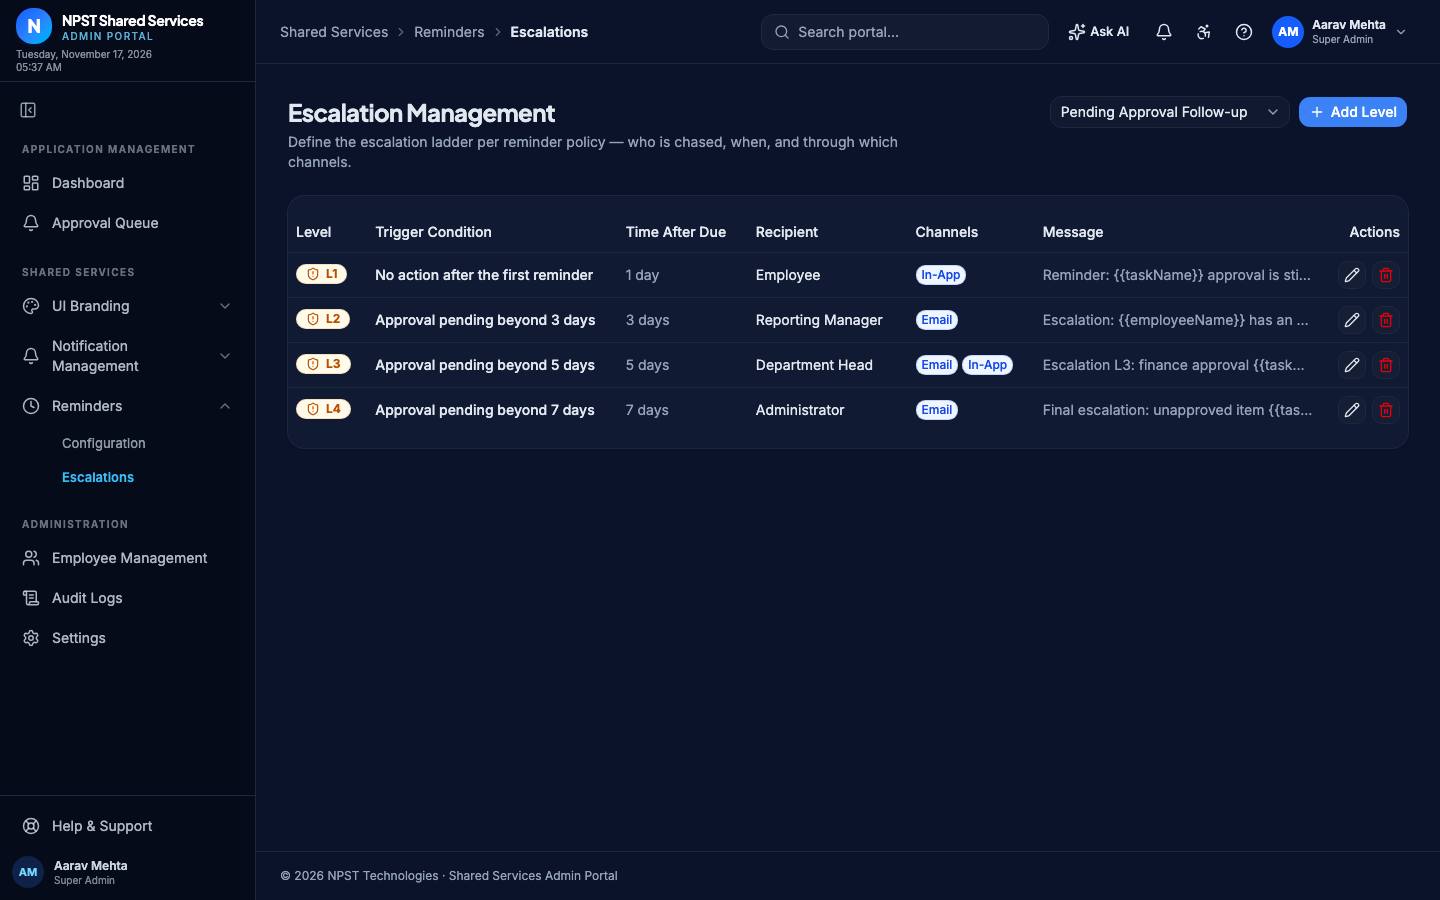 N
NPST Shared Services
ADMIN PORTAL
Tuesday, November 17, 2026
05:37 AM
APPLICATION MANAGEMENT
Dashboard
Approval Queue
SHARED SERVICES
UI Branding
Notification
Management
Reminders
Configuration
Escalations
ADMINISTRATION
Employee Management
Audit Logs
Settings
Help & Support
AM
Aarav Mehta
Super Admin
Shared Services > Reminders > Escalations
Search portal...
Ask AI
AM
Aarav Mehta
Super Admin
Escalation Management
Define the escalation ladder per reminder policy — who is chased, when, and through which
channels.
Pending Approval Follow-up
+ Add Level
Level Trigger Condition Time After Due Recipient Channels Message Actions
L1 No action after the first reminder 1 day Employee In-App Reminder: {{taskName}} approval is sti...
L2 Approval pending beyond 3 days 3 days Reporting Manager Email Escalation: {{employeeName}} has an ...
L3 Approval pending beyond 5 days 5 days Department Head Email In-App Escalation L3: finance approval {{task...
L4 Approval pending beyond 7 days 7 days Administrator Email Final escalation: unapproved item {{tas...
© 2026 NPST Technologies · Shared Services Admin Portal